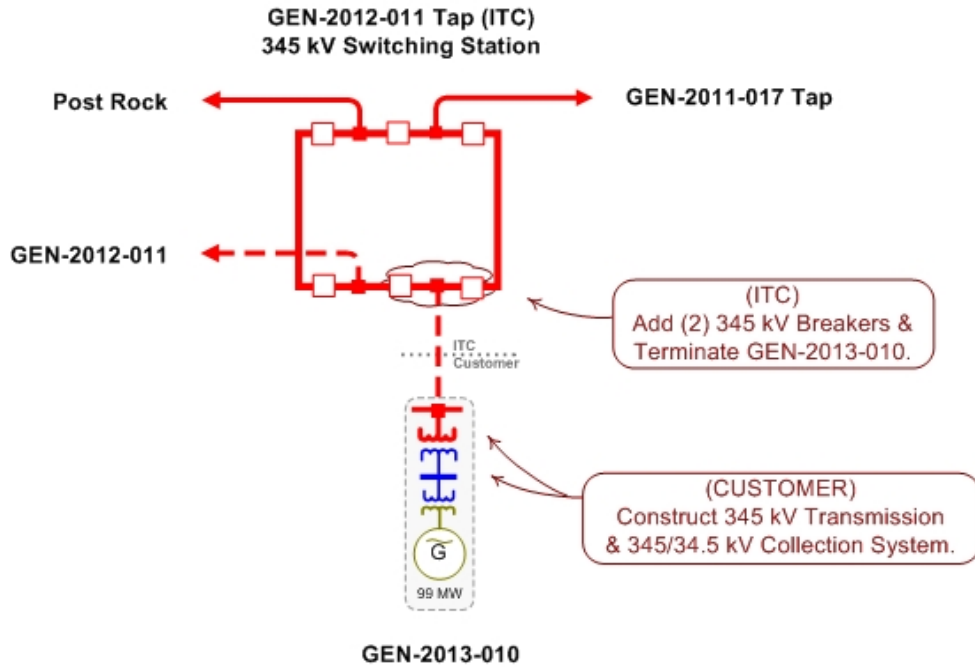 GEN-2012-011 Tap (ITC)
345 kV Switching Station
Post Rock
GEN-2011-017 Tap
GEN-2012-011
(ITC)
Add (2) 345 kV Breakers &
Terminate GEN-2013-010.
ITC
Customer
(CUSTOMER)
Construct 345 kV Transmission
& 345/34.5 kV Collection System.
G
99 MW
GEN-2013-010